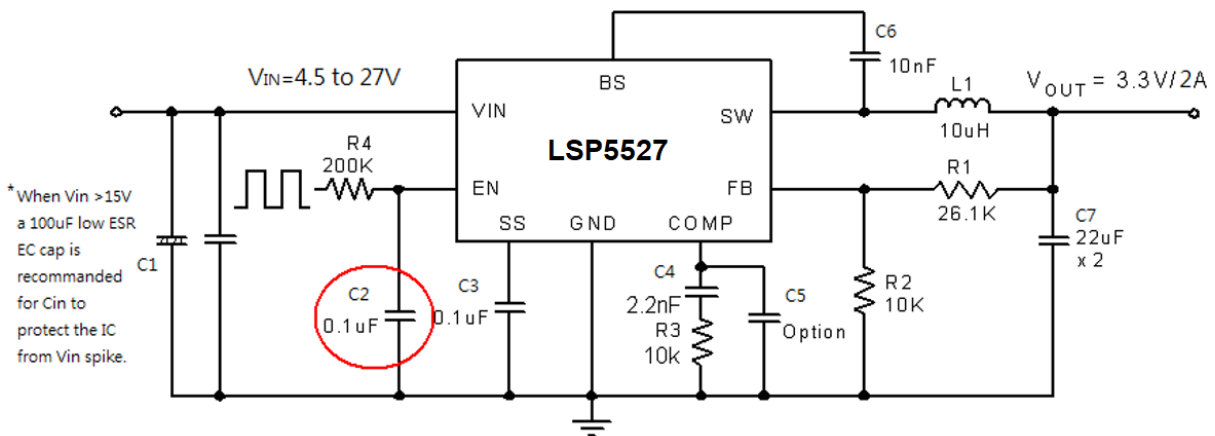 C6
10nF
VIN=4.5 to 27V
BS
L1
10uH
VOUT = 3.3V/2A
VIN
SW
LSP5527
R4
200K
EN
FB
R1
26.1K
*When Vin >15V
a 100uF low ESR
EC cap is
recommanded
for Cin to
protect the IC
from Vin spike.
C1
SS
GND
COMP
C7
22uF
x 2
C2
0.1uF
C3
0.1uF
C4
2.2nF
R3
10k
C5
Option
R2
10K